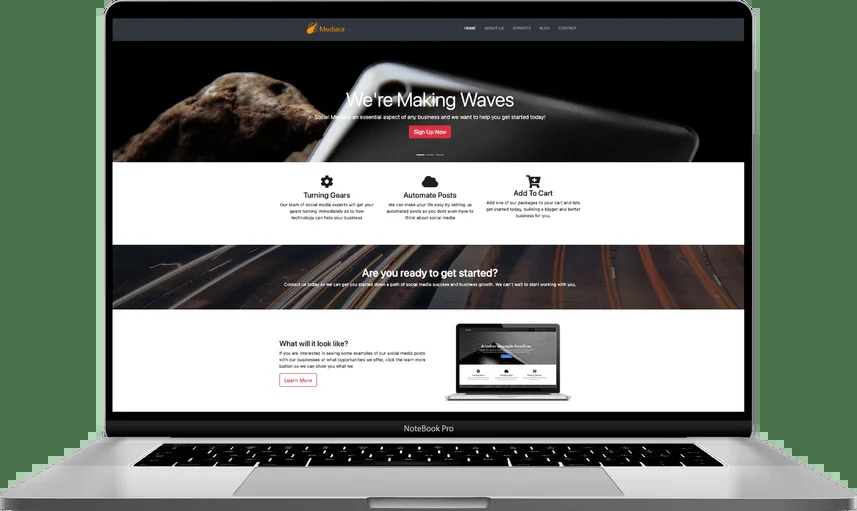 Mediaor
HOME ABOUT US SERVICES BLOG CONTACT
We're Making Waves
Social Media is an essential aspect of any business and we want to help you get started today!
Sign Up Now
Turning Gears
Our team of social media experts will get your
gears turning immediately as to how
technology can help your business
Automate Posts
We can make your life easy by setting up
automated posts so you dont even have to
think about social media
Add To Cart
Add one of our packages to your cart and lets
get started today, building a bigger and better
business for you.
Are you ready to get started?
Contact us today so we can get you started down a path of social media success and business growth. We can't wait to start working with you.
What will it look like?
If you are interested in seeing some examples of our social media posts
with our businesses or what opportunities we offer, click the learn more
button so we can show you what we
Learn More
Another example headline.
NoteBook Pro